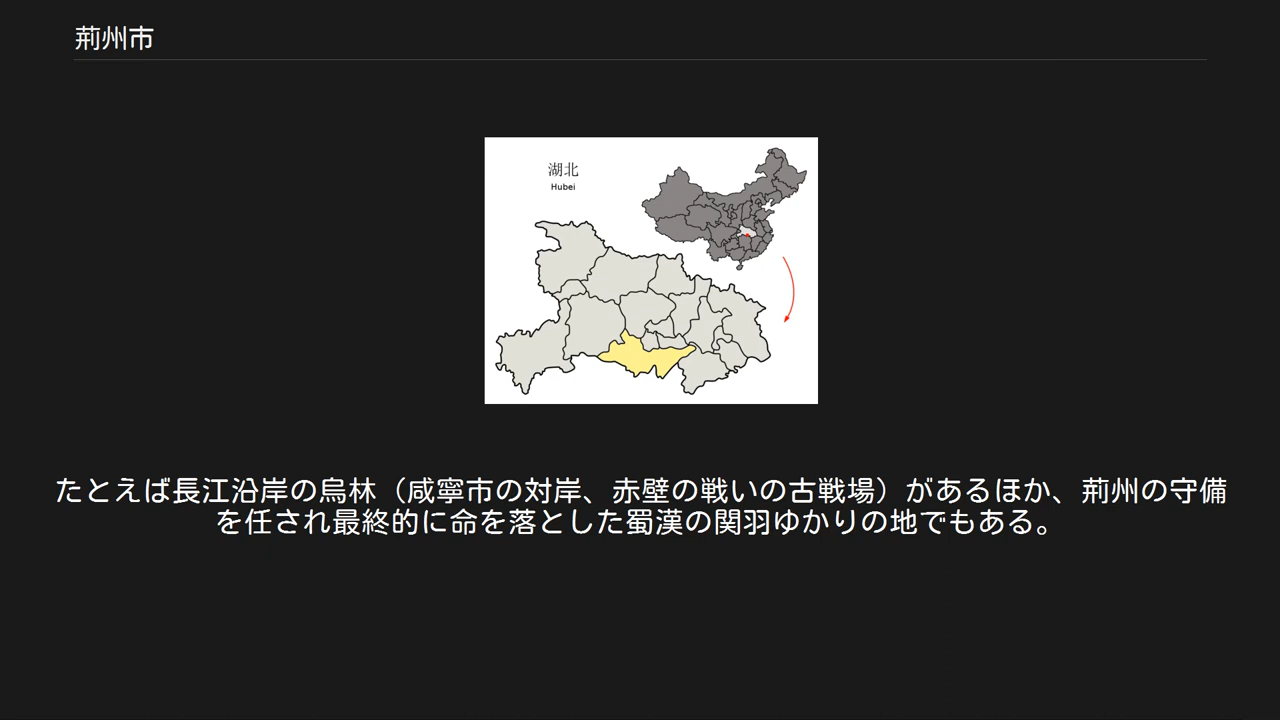 荊州市
湖北
Hubei
たとえば長江沿岸の烏林（咸寧市の対岸、赤壁の戦いの古戦場）があるほか、荊州の守備
を任され最終的に命を落とした蜀漢の関羽ゆかりの地でもある。